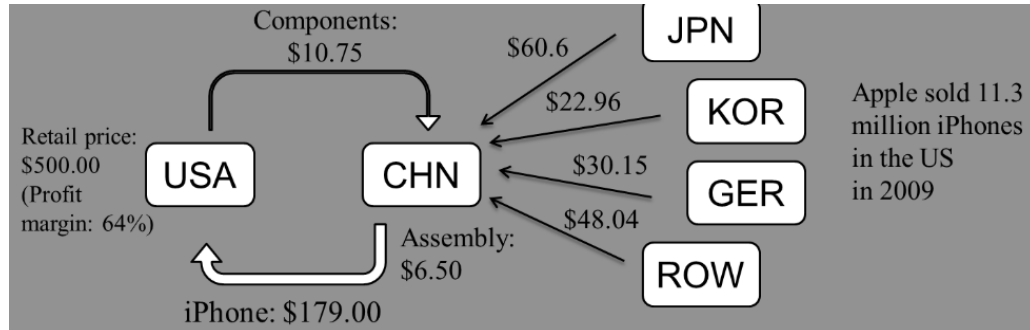 Components:
$10.75
$60.6
JPN
$22.96
KOR
Apple sold 11.3
million iPhones
in the US
in 2009
Retail price:
$500.00
(Profit
margin: 64%)
USA
CHN
$30.15
GER
$48.04
Assembly:
$6.50
ROW
iPhone: $179.00